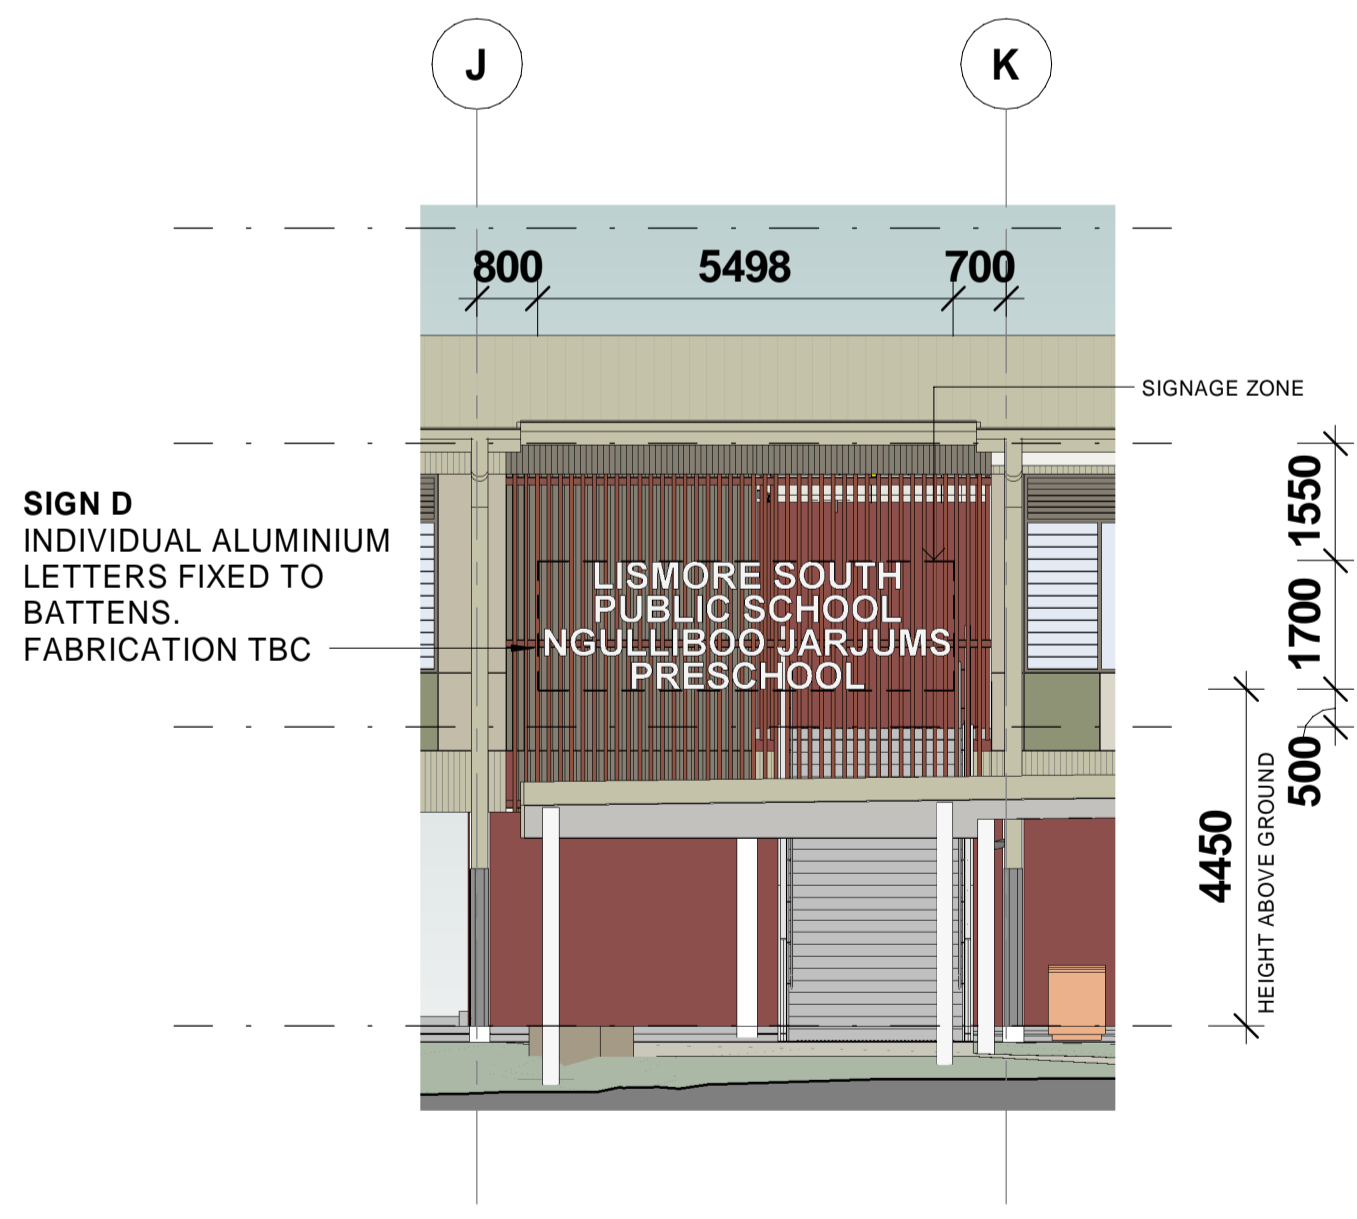 J
K
800
5498
700
SIGNAGE ZONE
SIGN D
INDIVIDUAL ALUMINIUM
LETTERS FIXED TO
BATTENS.
FABRICATION TBC
LISMORE SOUTH
PUBLIC SCHOOL
NGULLIBOO JARJUMS
PRESCHOOL
1550
1700
500
4450
HEIGHT ABOVE GROUND